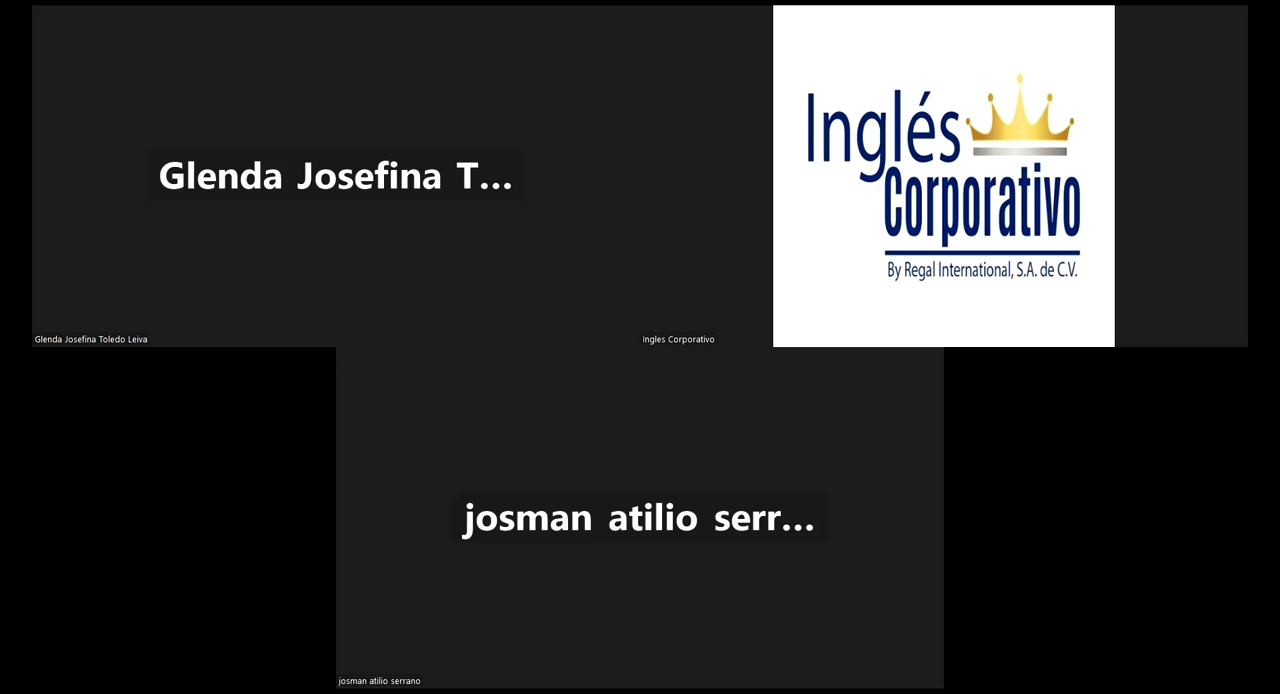 Glenda Josefina T...
Glenda Josefina Toledo Leiva
Inglés
Corporativo
By Regal International, S.A. de C.V.
Ingles Corporativo
josman atilio serr...
josman atilio serrano